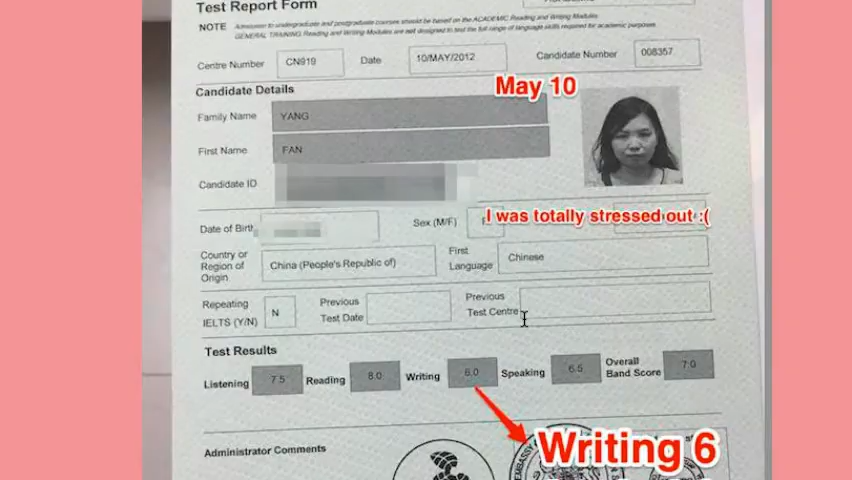 Test Report Form
NOTE Admission to undergraduate and postgraduate courses should be based on the ACADEMIC Reading and Writing Modules.
GENERAL TRAINING Reading and Writing Modules are not designed to test the full range of language skills required for academic purposes.
Centre Number CN919 Date 10/MAY/2012 Candidate Number 008357
May 10
Candidate Details
Family Name YANG
First Name FAN
Candidate ID
Date of Birth Sex (M/F) F
I was totally stressed out :(
Country or Region of Origin China (People's Republic of) First Language Chinese
Repeating IELTS (Y/N) N Previous Test Date Previous Test Centre
Test Results
Listening 7.5 Reading 8.0 Writing 6.0 Speaking 6.5 Overall Band Score 7.0
Administrator Comments
Writing 6
EMBASSY